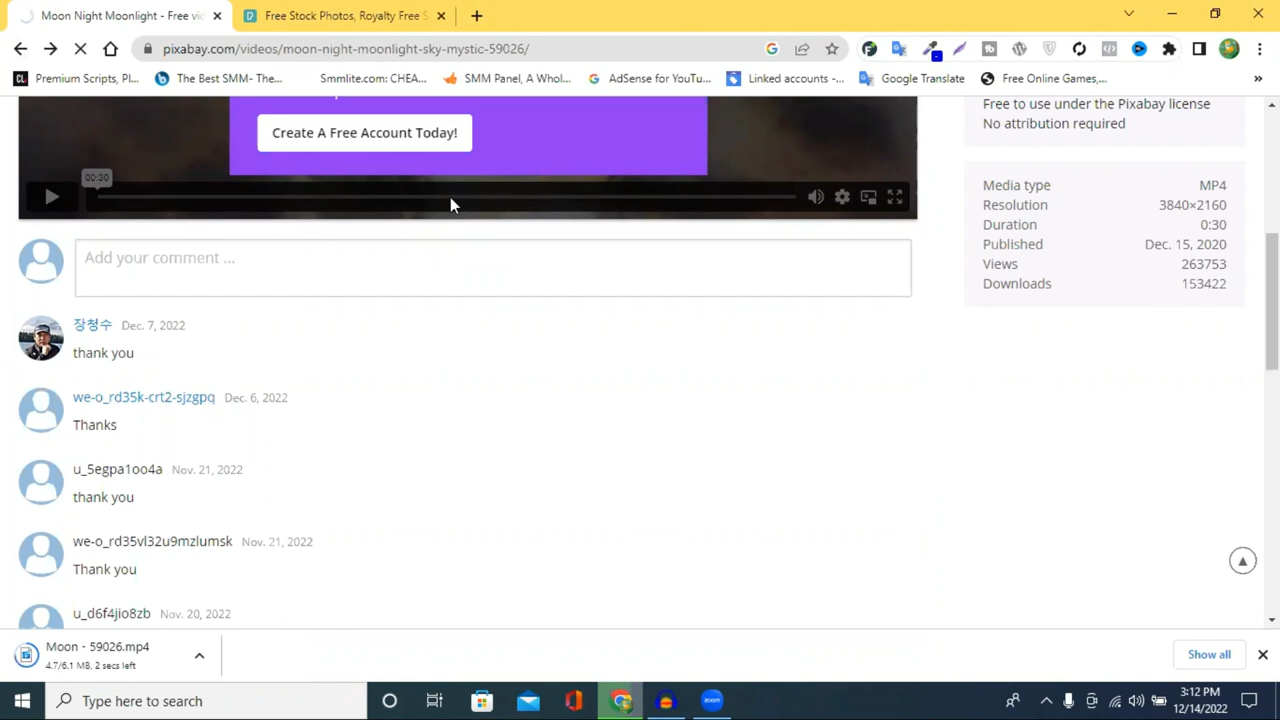 Moon Night Moonlight - Free vi
Free Stock Photos, Royalty Free S
pixabay.com/videos/moon-night-moonlight-sky-mystic-59026/
Premium Scripts, Pl...
The Best SMM- The...
Smmlite.com: CHEA...
SMM Panel, A Whol...
AdSense for YouTu...
Linked accounts -...
Google Translate
Free Online Games,...
Free to use under the Pixabay license
No attribution required
Create A Free Account Today!
00:30
Media type MP4
Resolution 3840×2160
Duration 0:30
Published Dec. 15, 2020
Views 263753
Downloads 153422
Add your comment ...
장청수 Dec. 7, 2022
thank you
we-o_rd35k-crt2-sjzgpq Dec. 6, 2022
Thanks
u_5egpa1oo4a Nov. 21, 2022
thank you
we-o_rd35vl32u9mzlumsk Nov. 21, 2022
Thank you
u_d6f4jio8zb Nov. 20, 2022
Moon - 59026.mp4
4.7/6.1 MB, 2 secs left
Show all
Type here to search
3:12 PM
12/14/2022